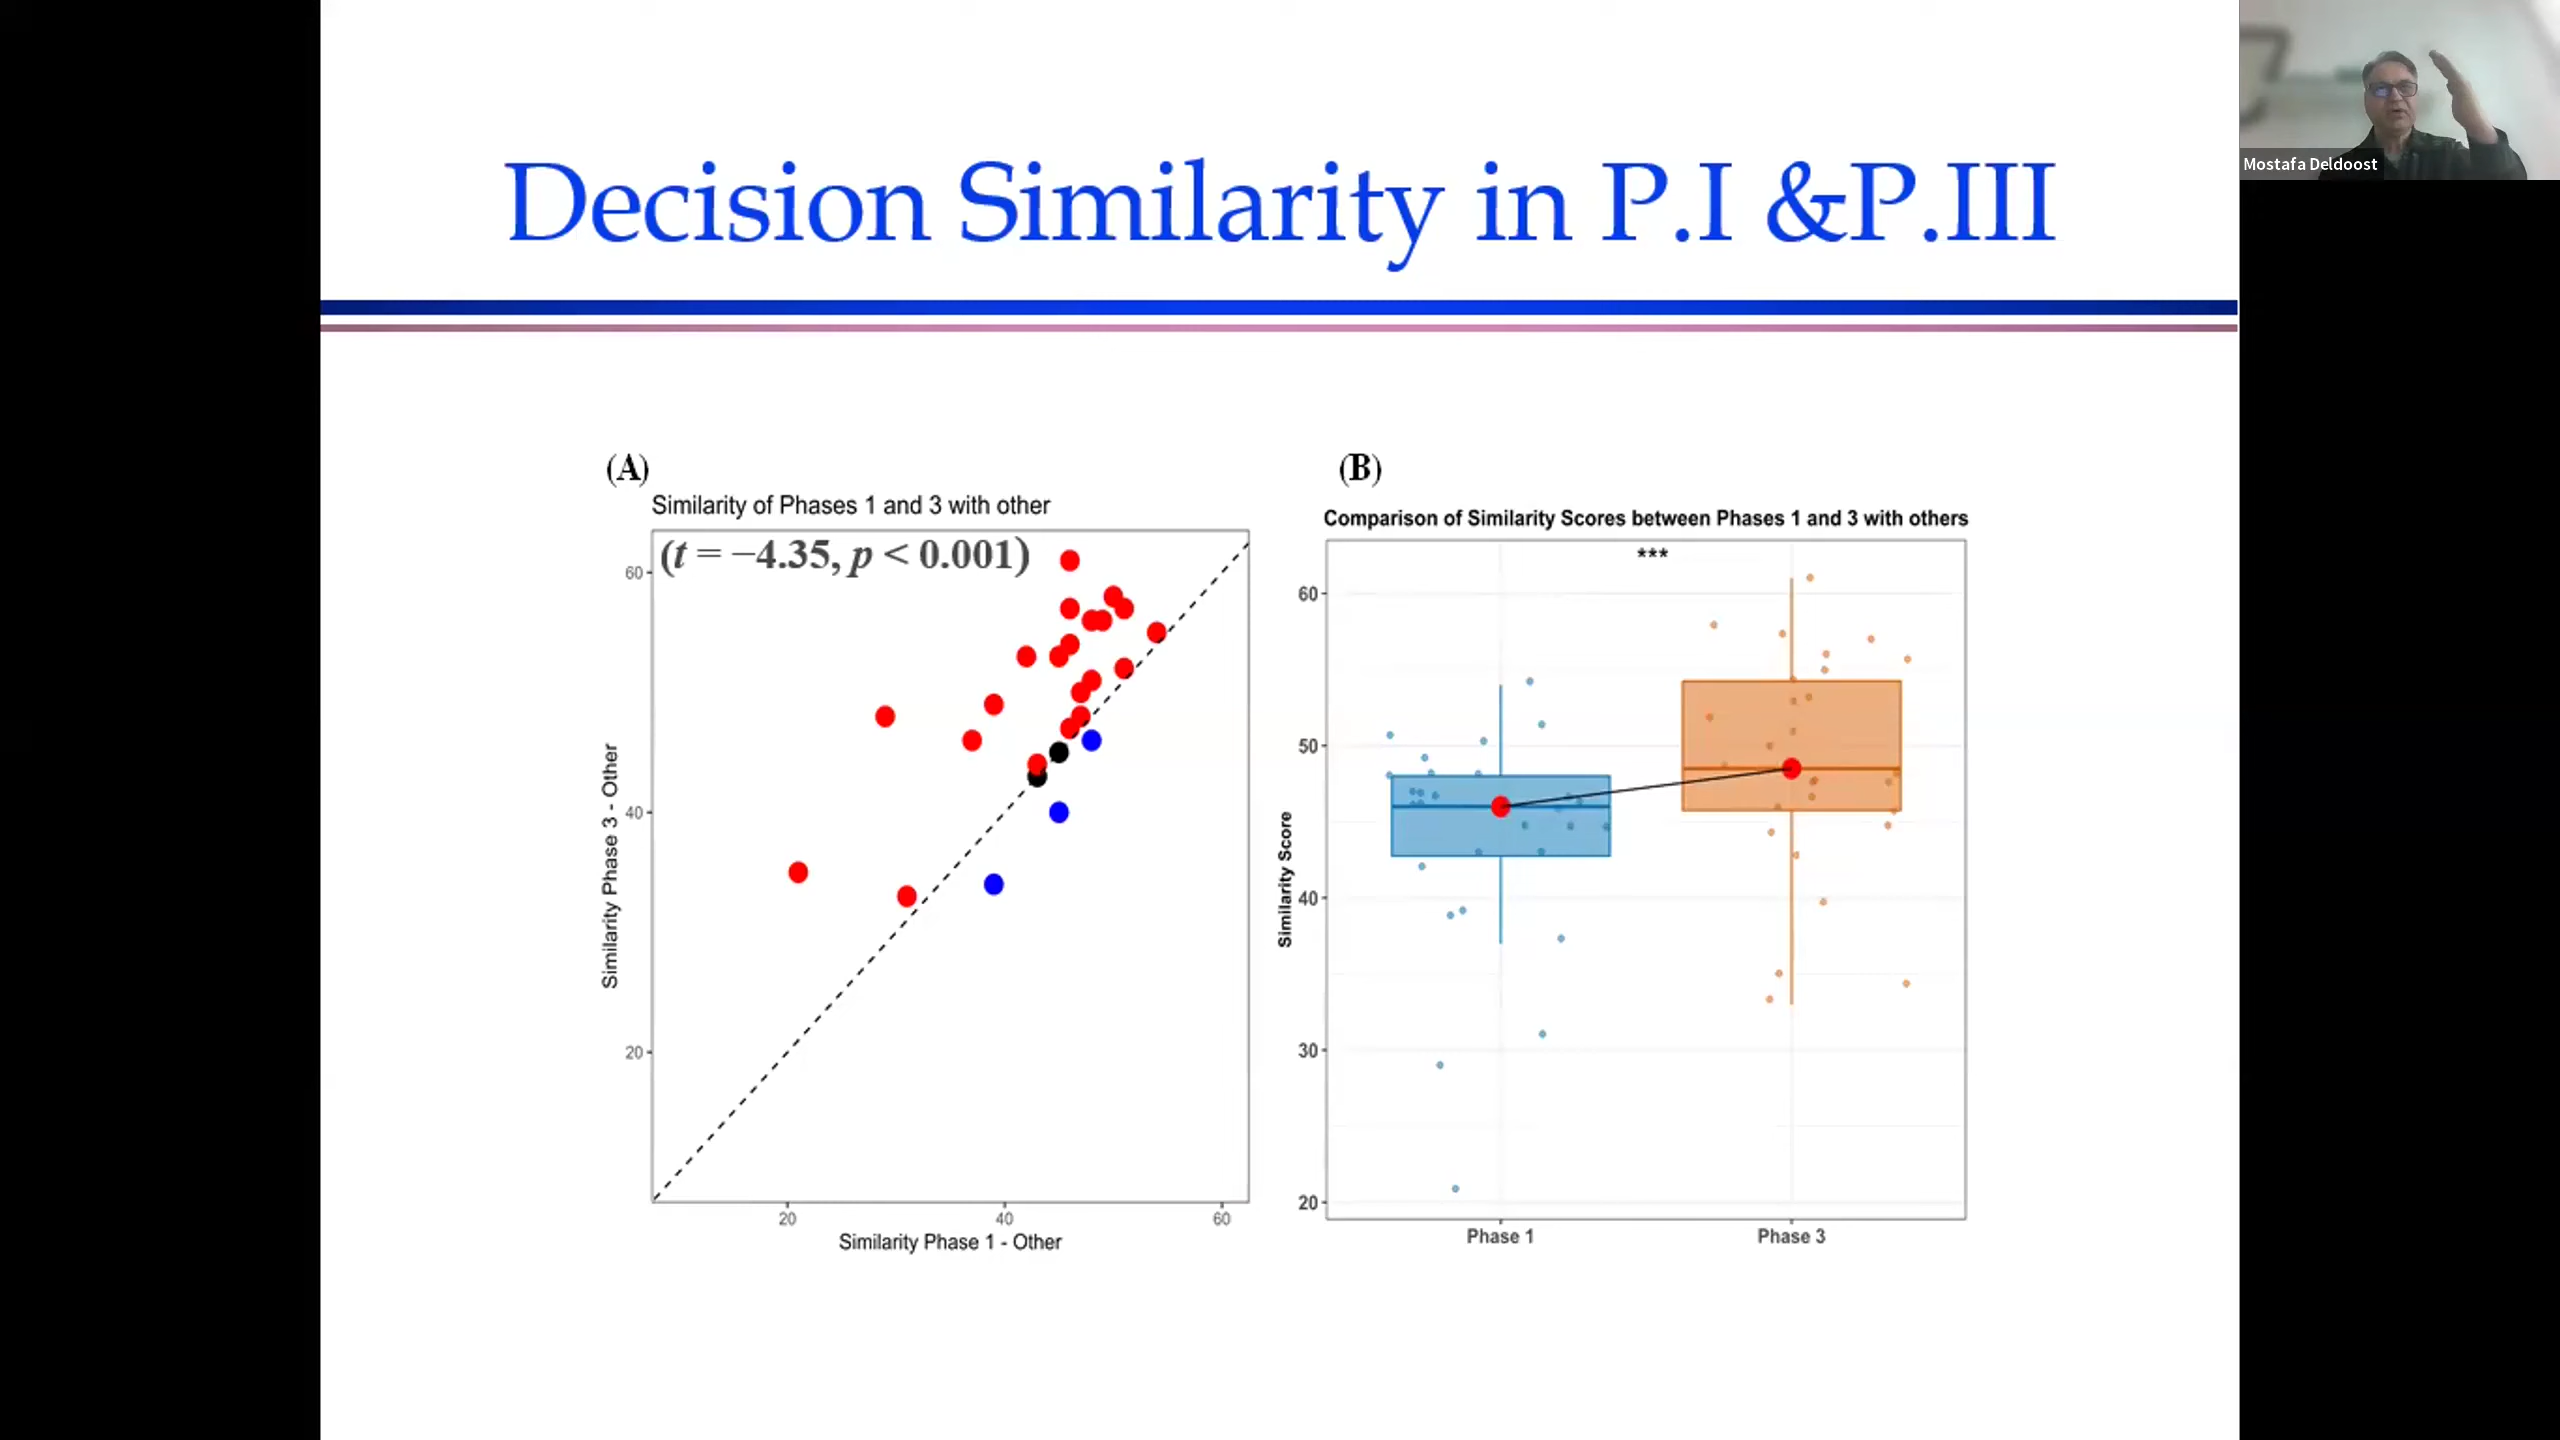 Mostafa Deldoost
Decision Similarity in P.I &P.III
(A)
Similarity of Phases 1 and 3 with other
(t = −4.35, p < 0.001)
60
40
20
Similarity Phase 3 - Other
20
40
60
Similarity Phase 1 - Other
(B)
Comparison of Similarity Scores between Phases 1 and 3 with others
***
60
50
40
30
20
Similarity Score
Phase 1
Phase 3